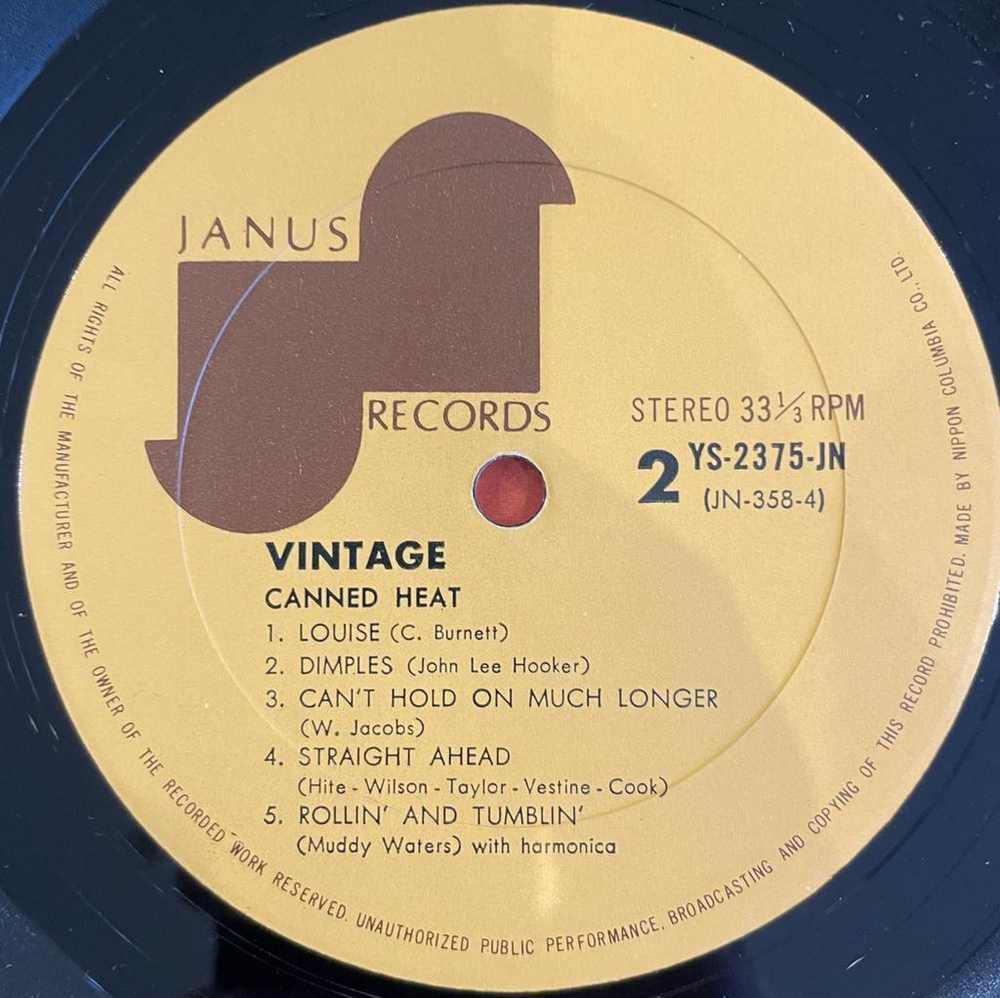 JANUS
RECORDS
STEREO 33 1/3 RPM
2 YS-2375-JN
(JN-358-4)
VINTAGE
CANNED HEAT
1. LOUISE (C. Burnett)
2. DIMPLES (John Lee Hooker)
3. CAN'T HOLD ON MUCH LONGER
(W. Jacobs)
4. STRAIGHT AHEAD
(Hite - Wilson - Taylor - Vestine - Cook)
5. ROLLIN' AND TUMBLIN'
(Muddy Waters) with harmonica
ALL RIGHTS OF THE MANUFACTURER AND OF THE OWNER OF THE RECORDED WORK RESERVED. UNAUTHORIZED PUBLIC PERFORMANCE, BROADCASTING AND COPYING OF THIS RECORD PROHIBITED. MADE BY NIPPON COLUMBIA CO., LTD.